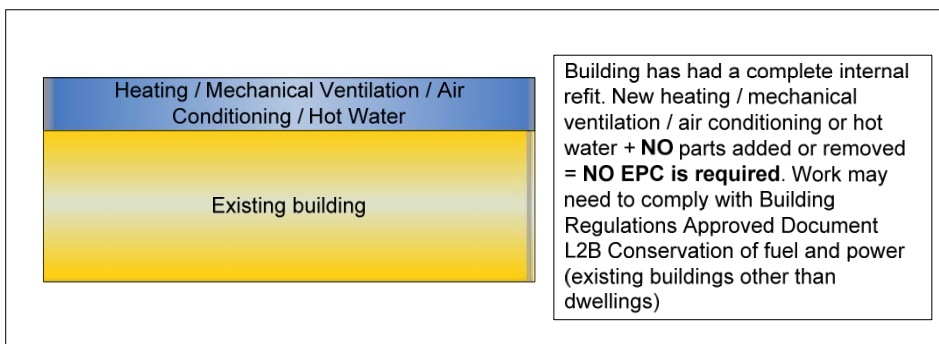 Heating / Mechanical Ventilation / Air
Conditioning / Hot Water
Existing building
Building has had a complete internal
refit. New heating / mechanical
ventilation / air conditioning or hot
water + NO parts added or removed
= NO EPC is required. Work may
need to comply with Building
Regulations Approved Document
L2B Conservation of fuel and power
(existing buildings other than
dwellings)